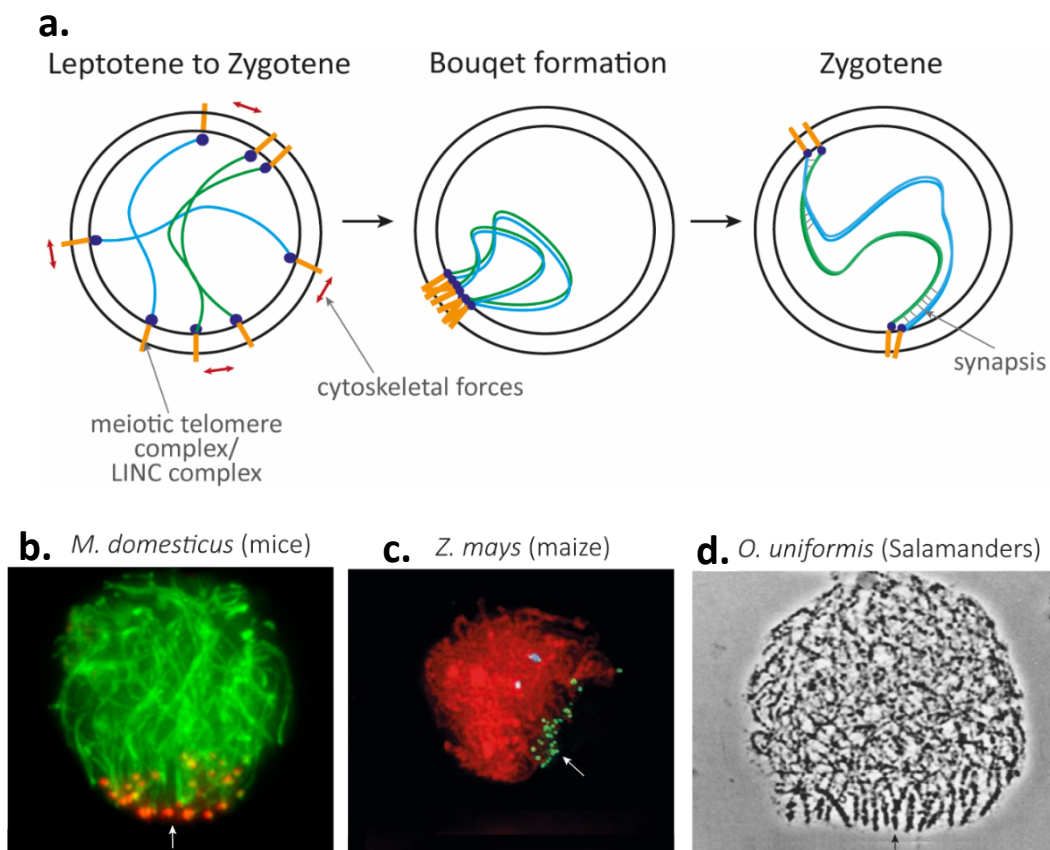 a.
Leptotene to Zygotene
Bouqet formation
Zygotene
cytoskeletal forces
synapsis
meiotic telomere
complex/
LINC complex
b. M. domesticus (mice)
c. Z. mays (maize)
d. O. uniformis (Salamanders)